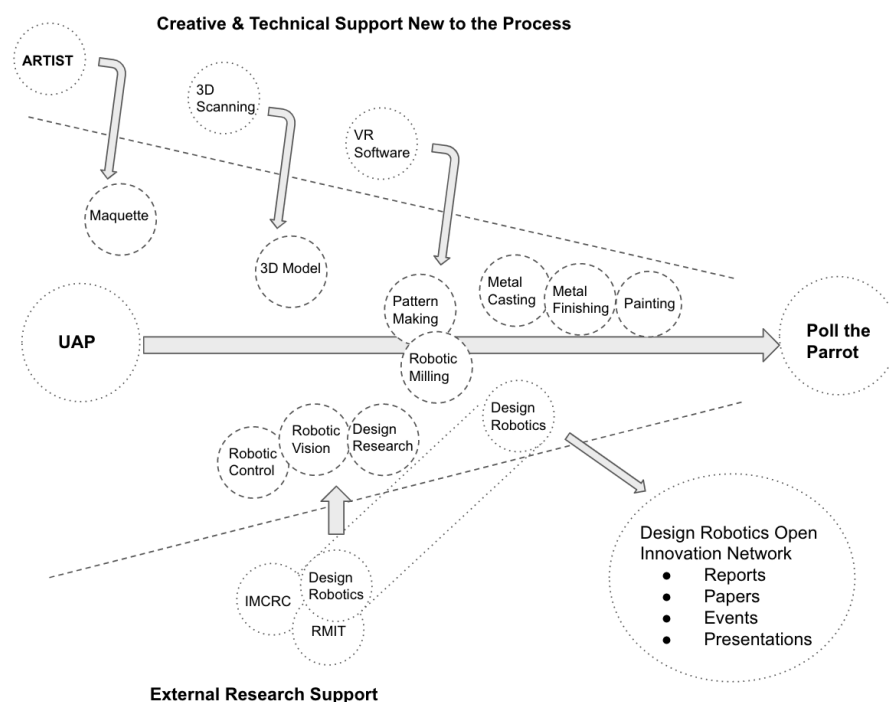 Creative & Technical Support New to the Process
ARTIST
3D
Scanning
VR
Software
Maquette
3D Model
Pattern
Making
Metal
Casting
Metal
Finishing
Painting
UAP
Robotic
Milling
Poll the
Parrot
Robotic
Control
Robotic
Vision
Design
Research
Design
Robotics
IMCRC
Design
Robotics
RMIT
Design Robotics Open
Innovation Network
● Reports
● Papers
● Events
● Presentations
External Research Support